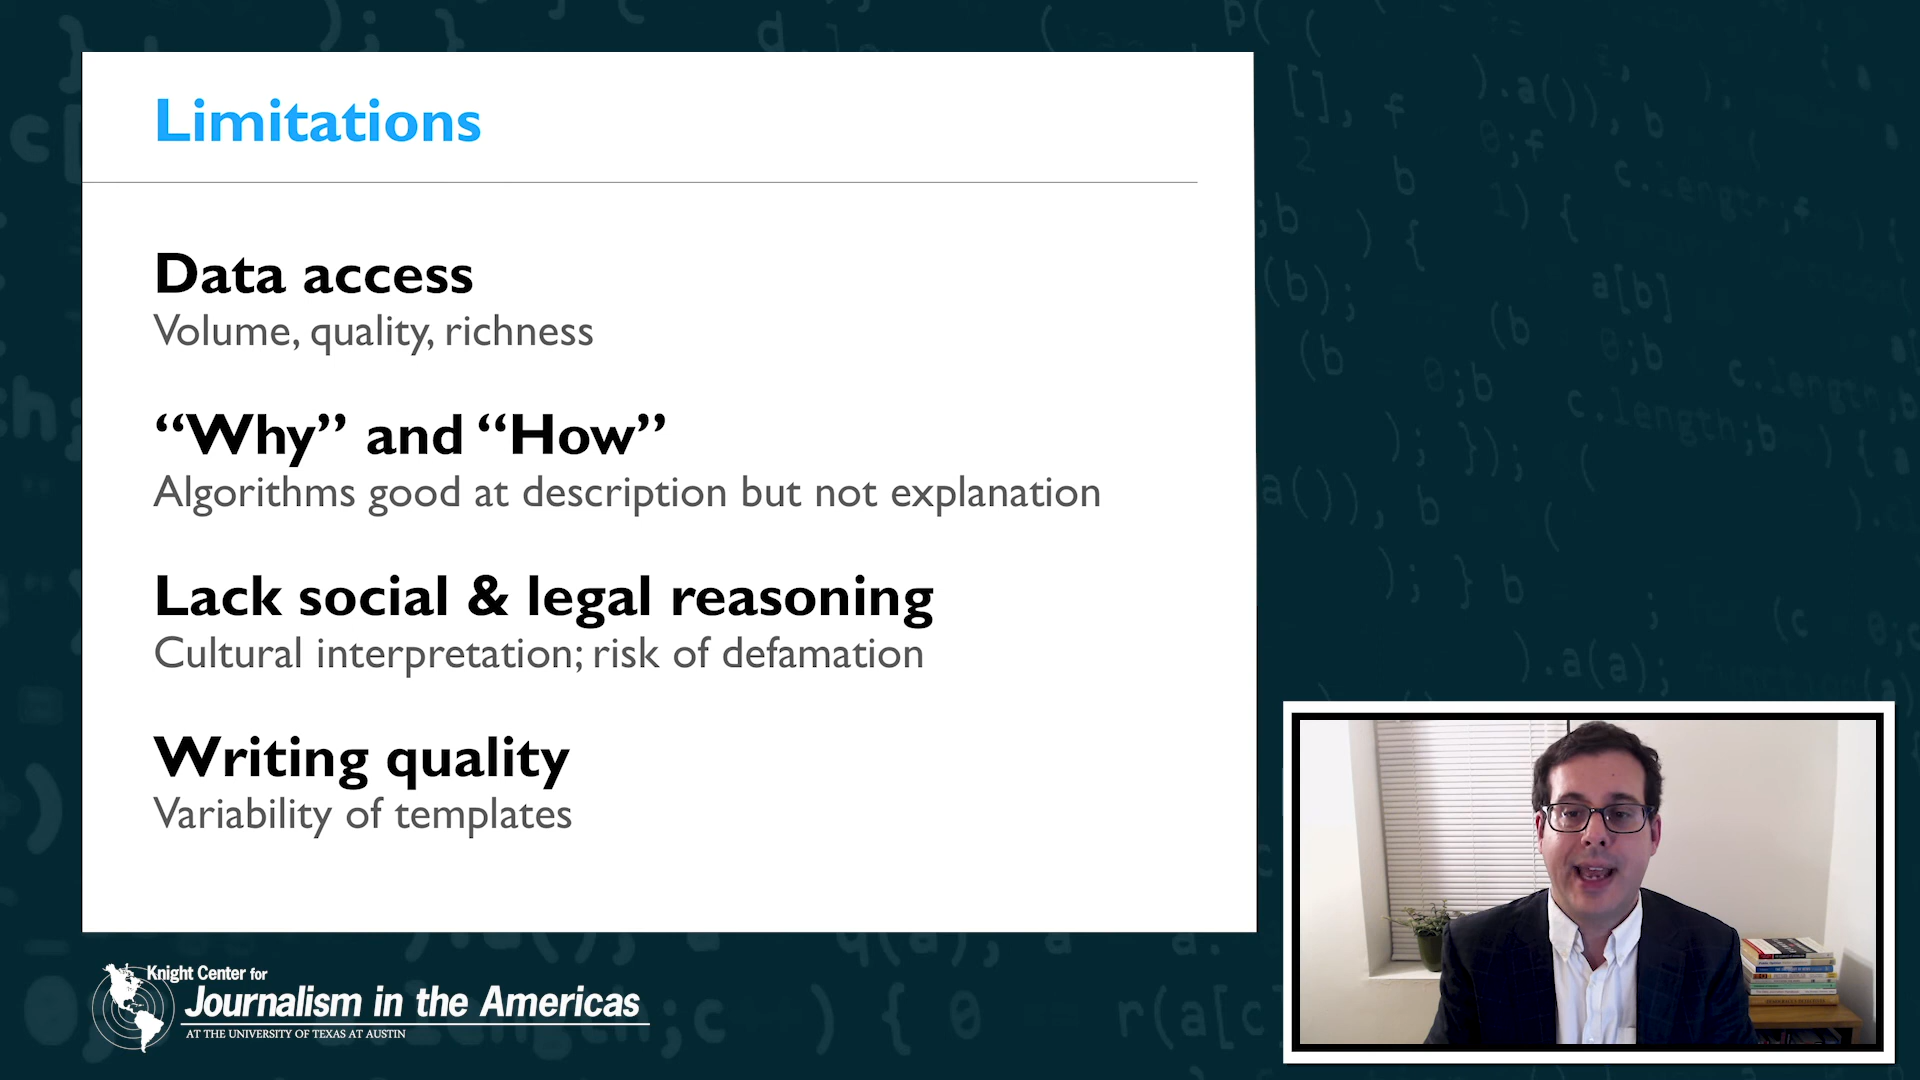 Limitations
Data access
Volume, quality, richness
“Why” and “How”
Algorithms good at description but not explanation
Lack social & legal reasoning
Cultural interpretation; risk of defamation
Writing quality
Variability of templates
Knight Center for
Journalism in the Americas
AT THE UNIVERSITY OF TEXAS AT AUSTIN